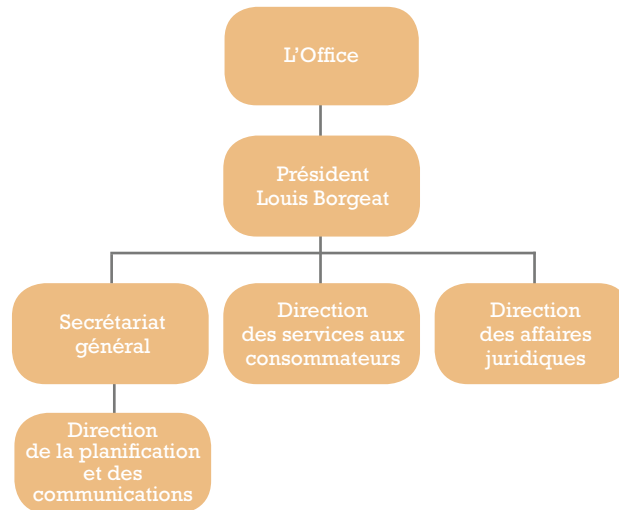 L’Office
Président
Louis Borgeat
Secrétariat
général
Direction
des services aux
consommateurs
Direction
des affaires
juridiques
Direction
de la planification
et des
communications